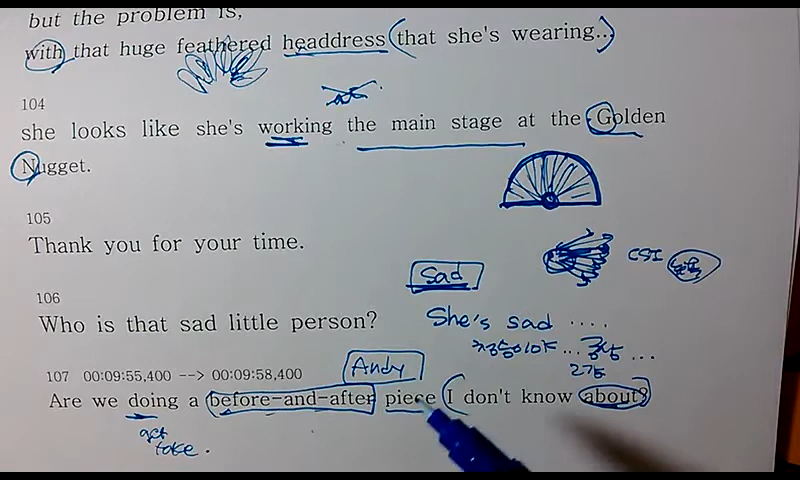 but the problem is,
with that huge feathered headdress (that she's wearing..)
104
at
she looks like she's working the main stage at the Golden
Nugget.
105
Thank you for your time.
CSI
Sad
106
Who is that sad little person?
She's sad ....
107 00:09:55,400 --> 00:09:58,400
Andy
Are we doing a before-and-after piece (I don't know about?)
get
take.